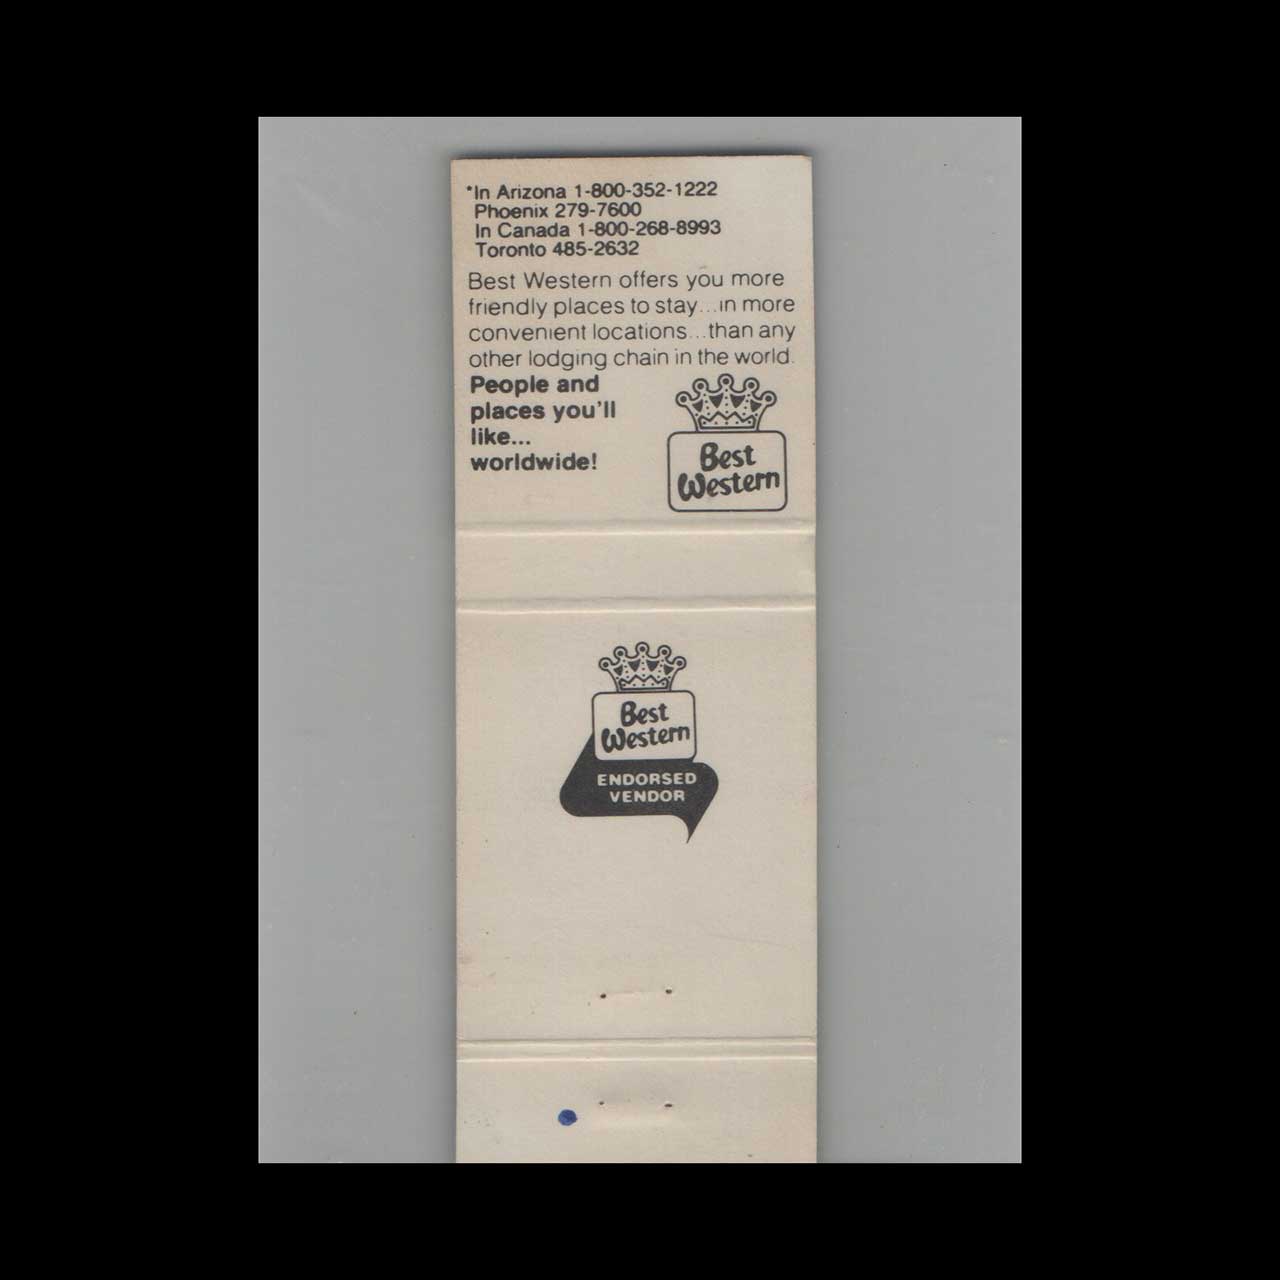 *In Arizona 1-800-352-1222
Phoenix 279-7600
In Canada 1-800-268-8993
Toronto 485-2632
Best Western offers you more
friendly places to stay...in more
convenient locations...than any
other lodging chain in the world.
People and
places you'll
like...
worldwide!
Best
Western
Best
Western
ENDORSED
VENDOR